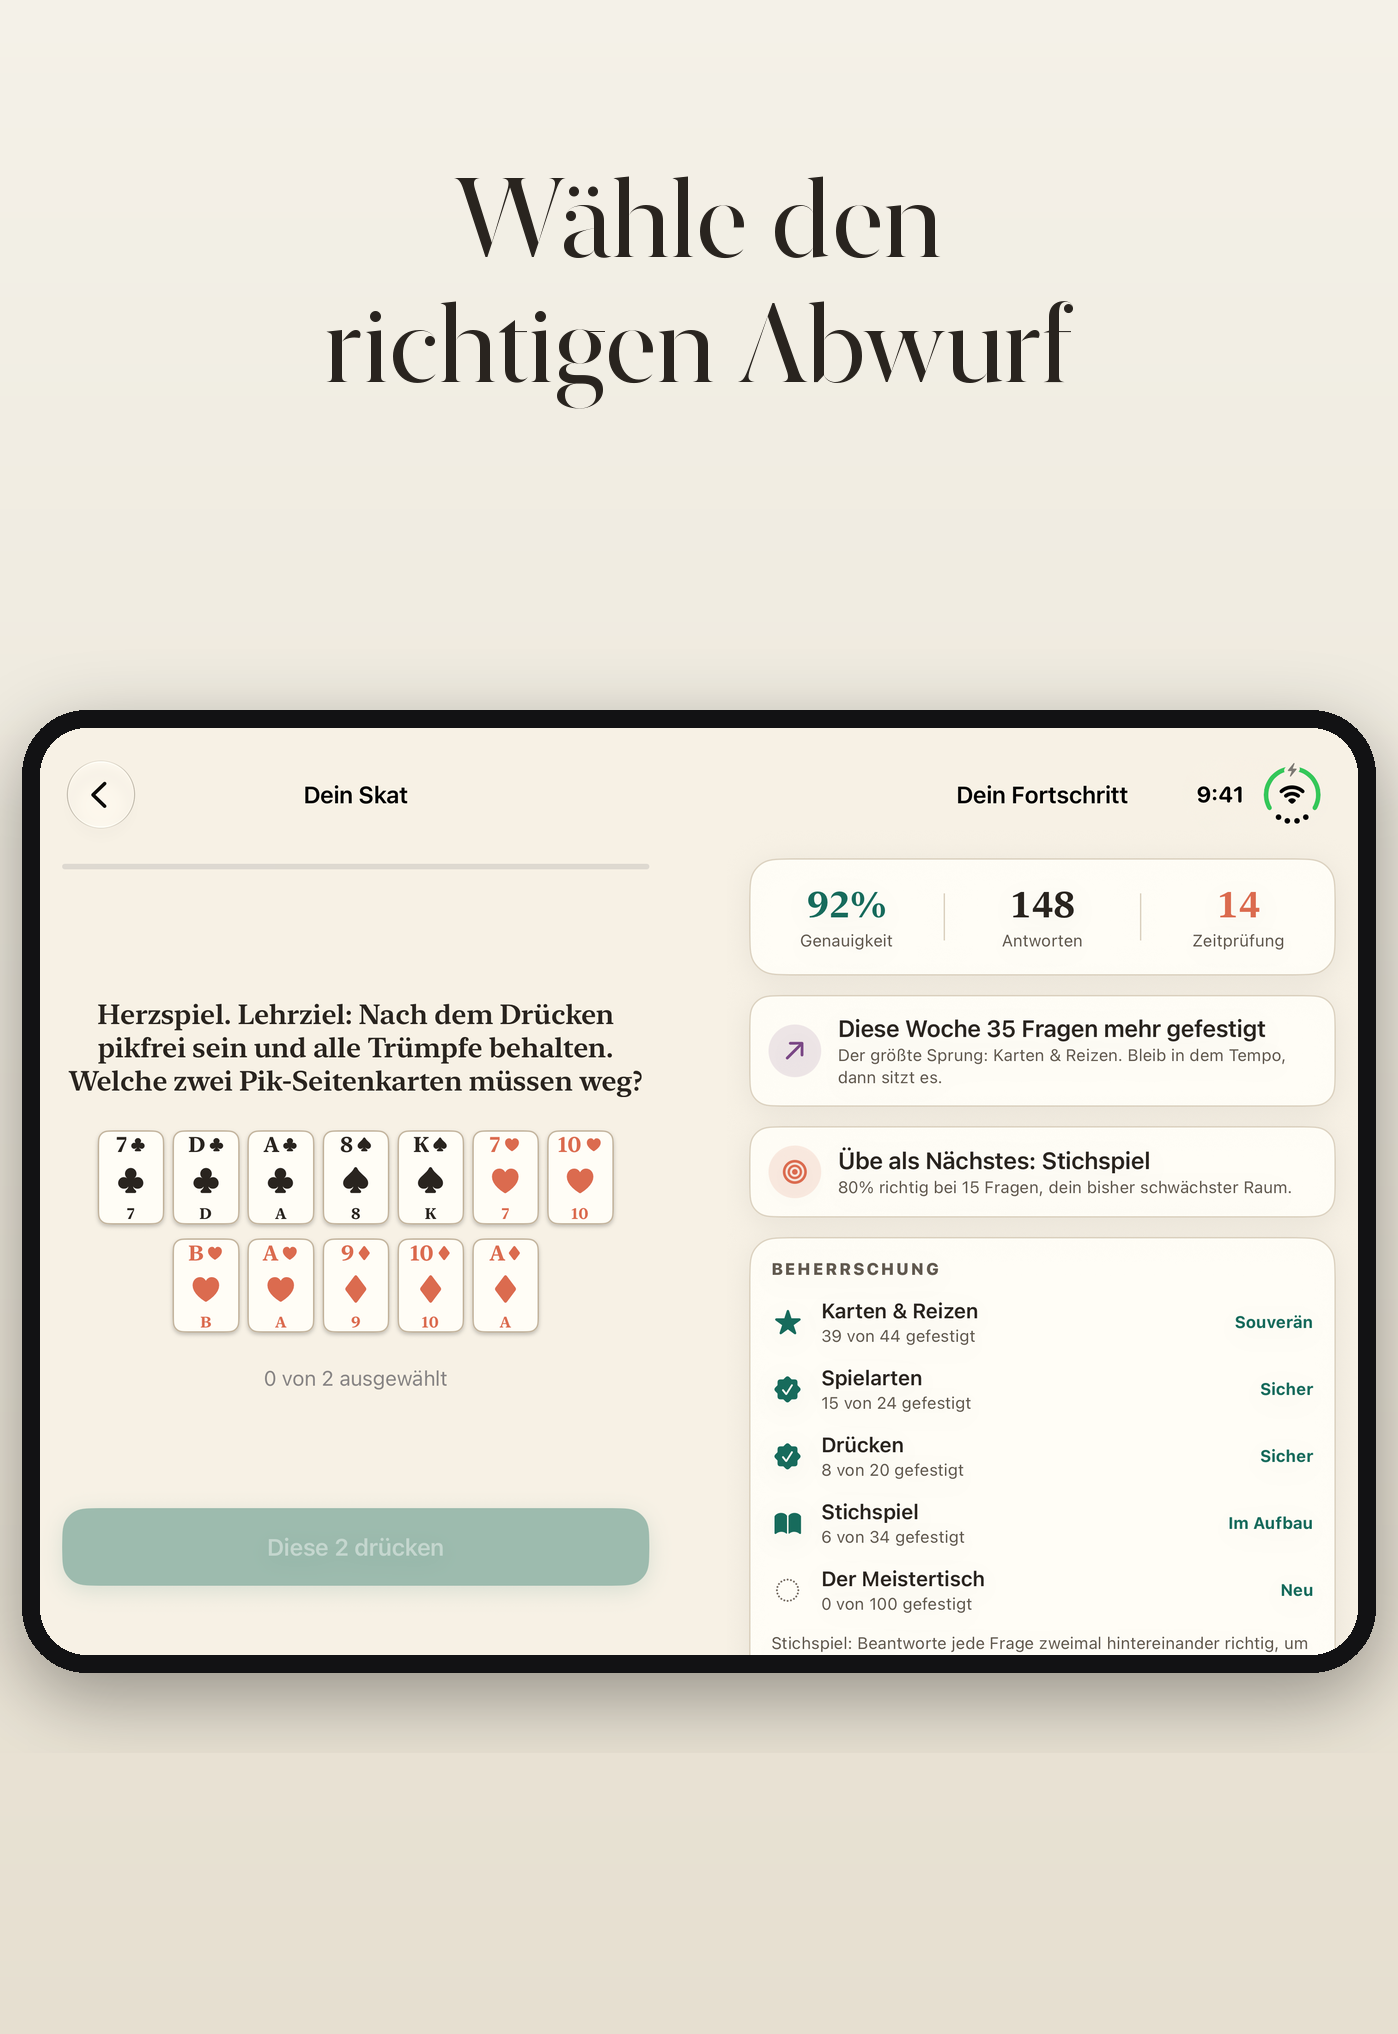 Wähle den
richtigen Abwurf
Dein Skat
Herzspiel. Lehrziel: Nach dem Drücken
pikfrei sein und alle Trümpfe behalten.
Welche zwei Pik-Seitenkarten müssen weg?
7♣ D♣ A♣ 8♠ K♠ 7♥ 10♥
7 D A 8 K 7 10
B♥ A♥ 9♦ 10♦ A♦
B A 9 10 A
0 von 2 ausgewählt
Diese 2 drücken
Dein Fortschritt
9:41
92% 148 14
Genauigkeit Antworten Zeitprüfung
Diese Woche 35 Fragen mehr gefestigt
Der größte Sprung: Karten & Reizen. Bleib in dem Tempo,
dann sitzt es.
Übe als Nächstes: Stichspiel
80% richtig bei 15 Fragen, dein bisher schwächster Raum.
BEHERRSCHUNG
Karten & Reizen
39 von 44 gefestigt
Souverän
Spielarten
15 von 24 gefestigt
Sicher
Drücken
8 von 20 gefestigt
Sicher
Stichspiel
6 von 34 gefestigt
Im Aufbau
Der Meistertisch
0 von 100 gefestigt
Neu
Stichspiel: Beantworte jede Frage zweimal hintereinander richtig, um